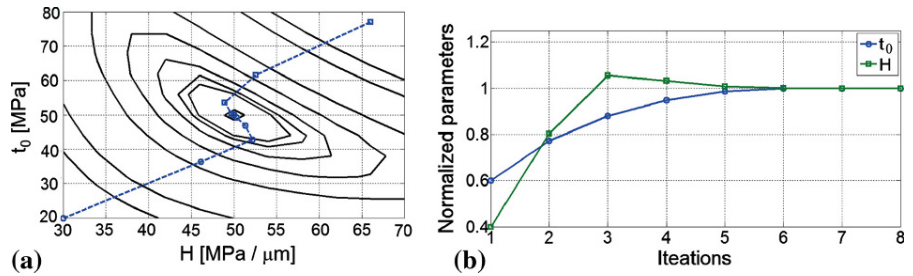 80
70
60
50
40
30
20
t₀ [MPa]
30 35 40 45 50 55 60 65 70
H [MPa / μm]
(a)
1.2
1
0.8
0.6
0.4
Normalized parameters
1 2 3 4 5 6 7 8
Iteations
t₀
H
(b)